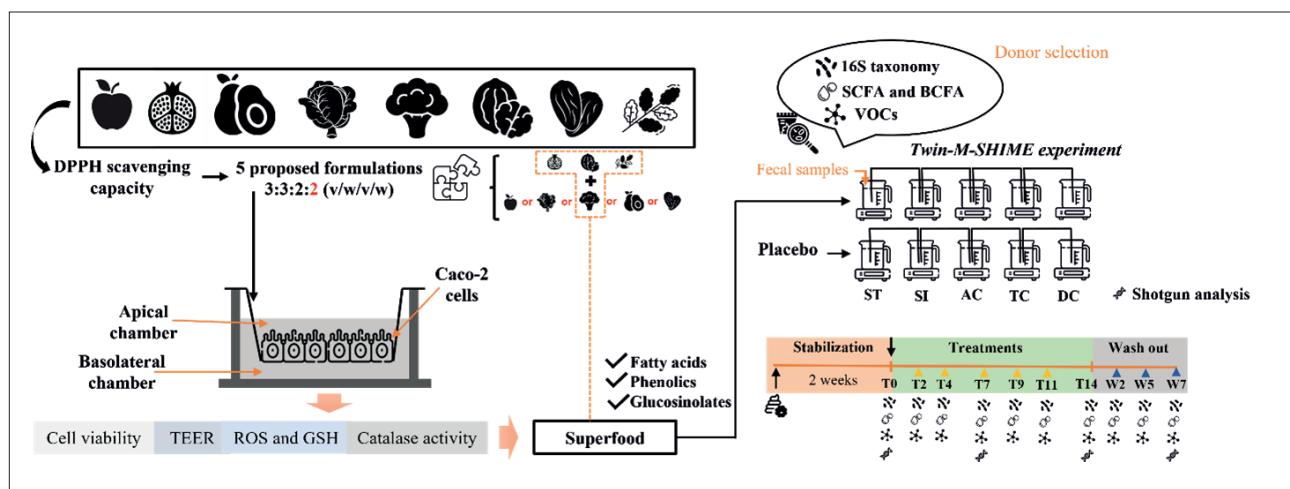 Donor selection
16S taxonomy
SCFA and BCFA
VOCs
DPPH scavenging
capacity
5 proposed formulations
3:3:2:2 (v/w/v/w)
+
or or or or
Twin-M-SHIME experiment
Fecal samples
Placebo
ST SI AC TC DC
Shotgun analysis
Caco-2
cells
Apical
chamber
Basolateral
chamber
Fatty acids
Phenolics
Glucosinolates
Cell viability TEER ROS and GSH Catalase activity
Superfood
Stabilization Treatments Wash out
2 weeks T0 T2 T4 T7 T9 T11 T14 W2 W5 W7